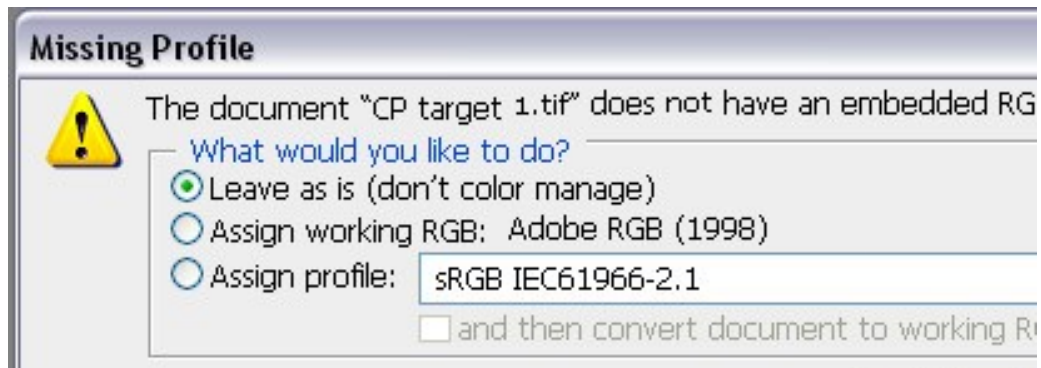 Missing Profile
The document “CP target 1.tif” does not have an embedded RG
What would you like to do?
Leave as is (don’t color manage)
Assign working RGB: Adobe RGB (1998)
Assign profile: sRGB IEC61966-2.1
and then convert document to working R